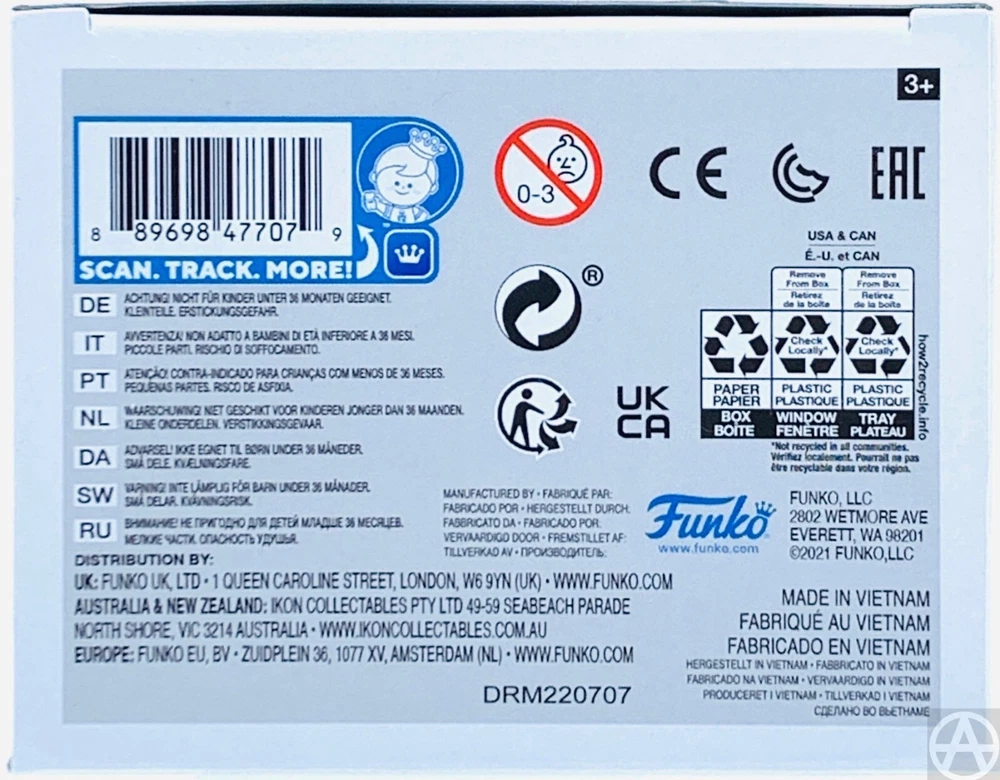 3+
8 89698 47707 9
SCAN. TRACK. MORE!
0-3
CE
EAC
DE ACHTUNG! NICHT FÜR KINDER UNTER 36 MONATEN GEEIGNET.
KLEINTEILE. ERSTICKUNGSGEFAHR.
IT AVVERTENZA! NON ADATTO A BAMBINI DI ETÀ INFERIORE A 36 MESI.
PICCOLE PARTI. RISCHIO DI SOFFOCAMENTO.
PT ATENÇÃO! CONTRA-INDICADO PARA CRIANÇAS COM MENOS DE 36 MESES.
PEQUENAS PARTES. RISCO DE ASFIXIA.
NL WAARSCHUWING! NIET GESCHIKT VOOR KINDEREN JONGER DAN 36 MAANDEN.
KLEINE ONDERDELEN. VERSTIKKINGSGEVAAR.
DA ADVARSEL! IKKE EGNET TIL BØRN UNDER 36 MÅNEDER.
SMÅ DELE. KVÆLNINGSFARE.
SW VARNING! INTE LÄMPLIG FÖR BARN UNDER 36 MÅNADER.
SMÅ DELAR. KVÄVNINGSRISK.
RU ВНИМАНИЕ! НЕ ПРИГОДНО ДЛЯ ДЕТЕЙ МЛАДШЕ 36 МЕСЯЦЕВ.
МЕЛКИЕ ЧАСТИ. ОПАСНОСТЬ УДУШЬЯ.
®
UK
CA
USA & CAN
É.-U. et CAN
Remove From Box
Retirez de la boîte
Remove From Box
Retirez de la boîte
Check Locally*
Check Locally*
PAPER PAPIER
PLASTIC PLASTIQUE
PLASTIC PLASTIQUE
BOX BOÎTE
WINDOW FENÊTRE
TRAY PLATEAU
how2recycle.info
*Not recycled in all communities.
Vérifiez localement. Pourrait ne pas
être recyclable dans votre région.
MANUFACTURED BY • FABRIQUÉ PAR:
FABRICADO POR • HERGESTELLT DURCH:
FABBRICATO DA • FABRICADO POR:
VERVAARDIGD DOOR • FREMSTILLET AF:
TILLVERKAD AV • ПРОИЗВОДИТЕЛЬ:
Funko
www.funko.com
FUNKO, LLC
2802 WETMORE AVE
EVERETT, WA 98201
©2021 FUNKO,LLC
DISTRIBUTION BY:
UK: FUNKO UK, LTD • 1 QUEEN CAROLINE STREET, LONDON, W6 9YN (UK) • WWW.FUNKO.COM
AUSTRALIA & NEW ZEALAND: IKON COLLECTABLES PTY LTD 49-59 SEABEACH PARADE
NORTH SHORE, VIC 3214 AUSTRALIA • WWW.IKONCOLLECTABLES.COM.AU
EUROPE: FUNKO EU, BV • ZUIDPLEIN 36, 1077 XV, AMSTERDAM (NL) • WWW.FUNKO.COM
DRM220707
MADE IN VIETNAM
FABRIQUÉ AU VIETNAM
FABRICADO EN VIETNAM
HERGESTELLT IN VIETNAM • FABBRICATO IN VIETNAM
FABRICADO NA VIETNAM • VERVAARDIGD IN VIETNAM
PRODUCERET I VIETNAM • TILLVERKAD I VIETNAM
СДЕЛАНО ВО ВЬЕТНАМЕ